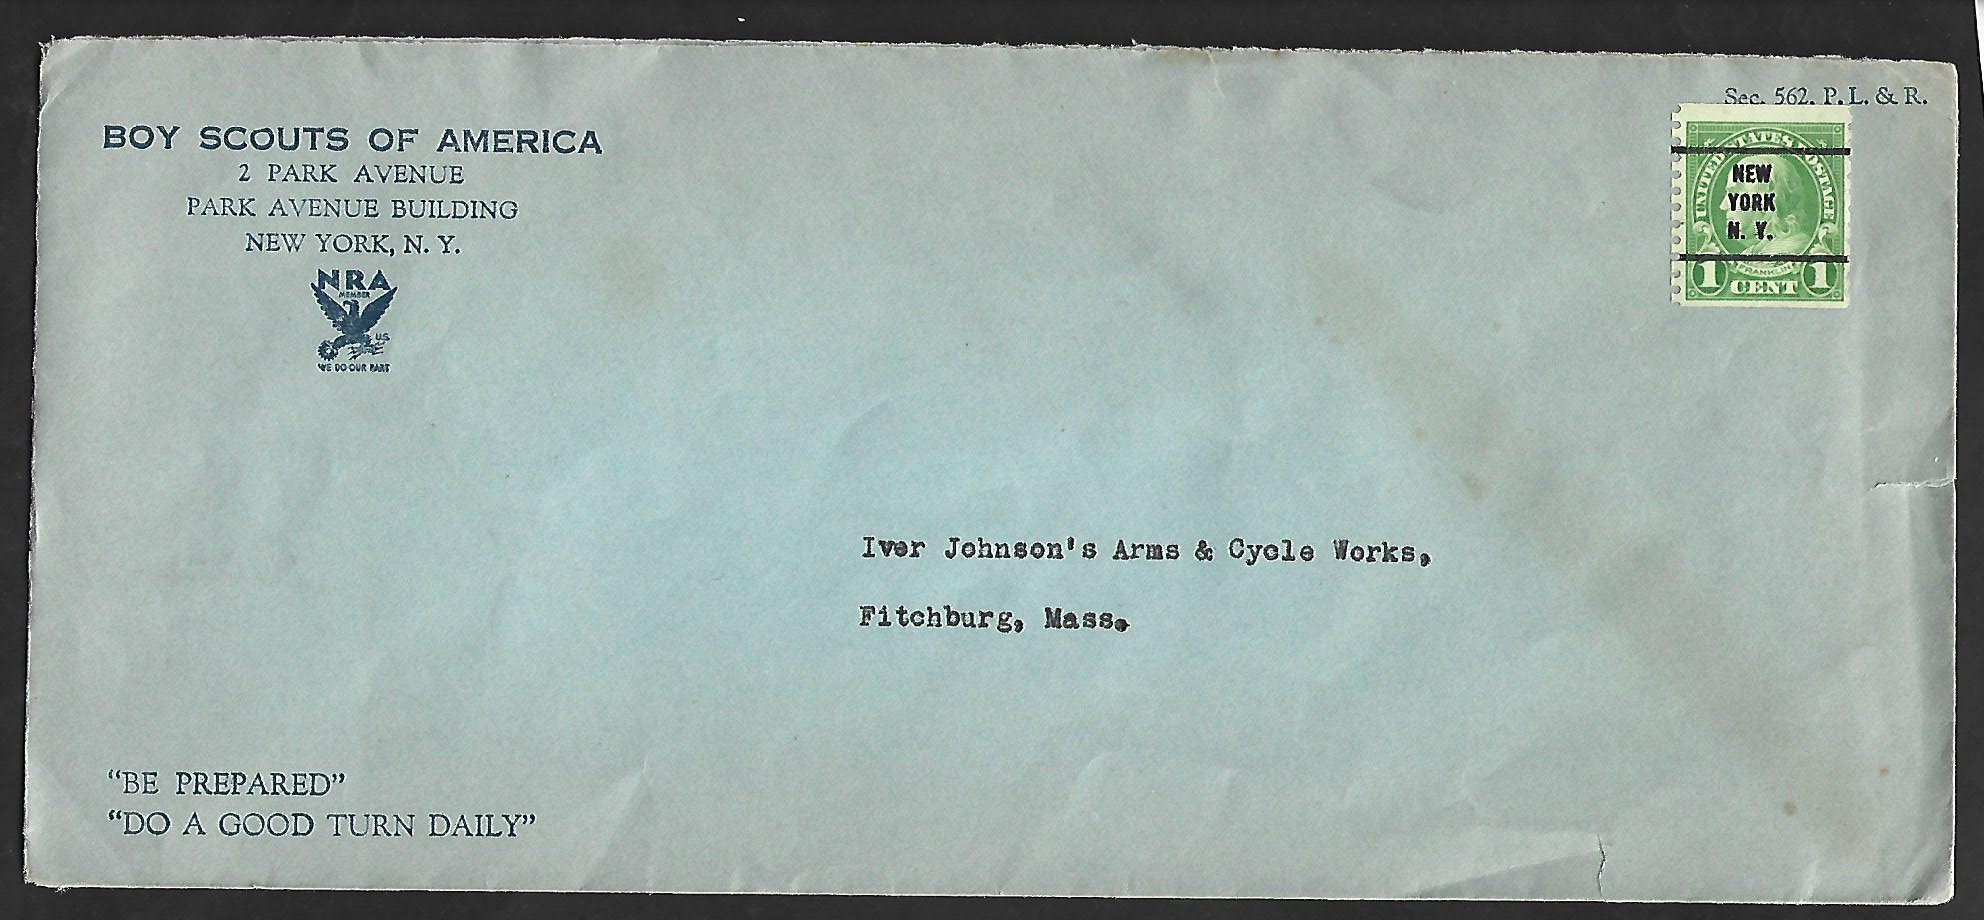 Sec. 562, P. L. & R.
BOY SCOUTS OF AMERICA
2 PARK AVENUE
PARK AVENUE BUILDING
NEW YORK, N. Y.
NRA
MEMBER
U.S.
WE DO OUR PART
UNITED STATES POSTAGE
NEW
YORK
N. Y.
FRANKLIN
1 CENT 1
Iver Johnson's Arms & Cycle Works,
Fitchburg, Mass.
"BE PREPARED"
"DO A GOOD TURN DAILY"